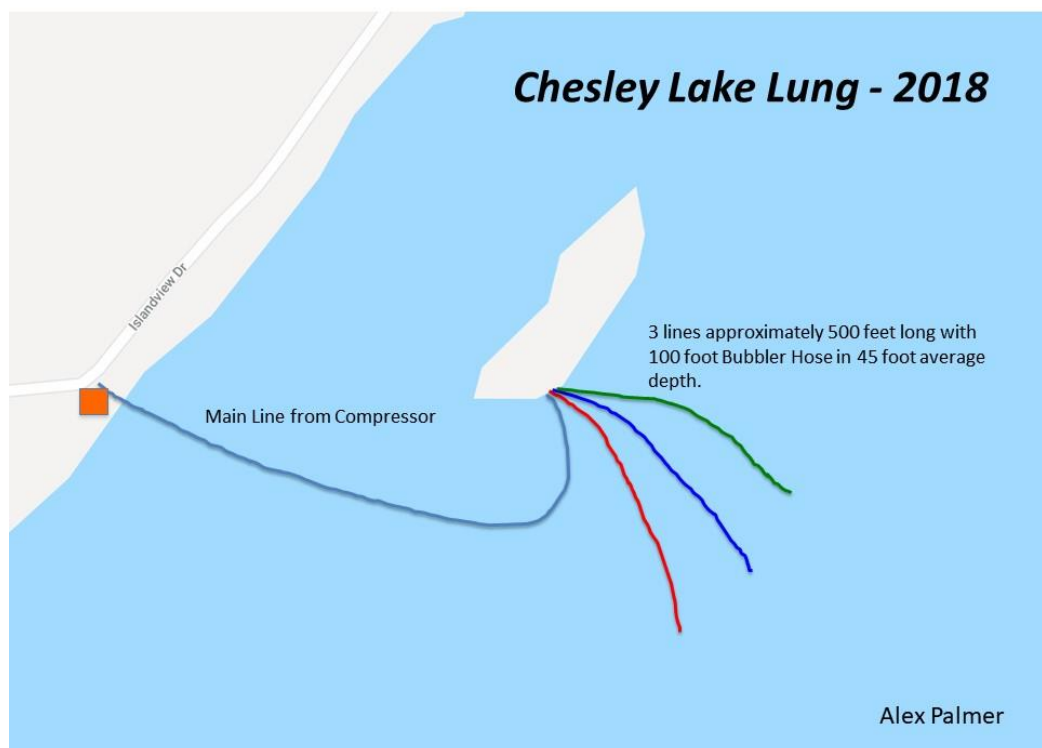 Chesley Lake Lung - 2018
Islandview Dr
3 lines approximately 500 feet long with
100 foot Bubbler Hose in 45 foot average
depth.
Main Line from Compressor
Alex Palmer